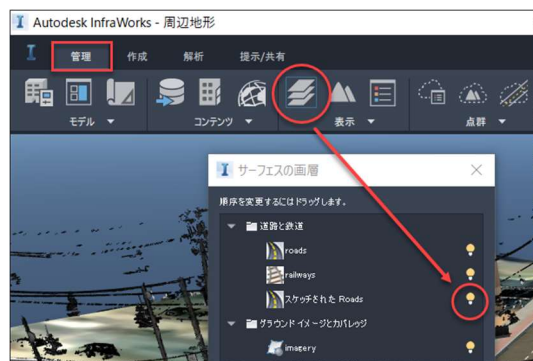 Autodesk InfraWorks - 周辺地形
管理 作成 解析 提示/共有
モデル コンテンツ 表示 点群
サーフェスの画層
順序を変更するにはドラッグします。
道路と鉄道
roads
railways
スケッチされた Roads
グラウンド イメージとカバレッジ
imagery